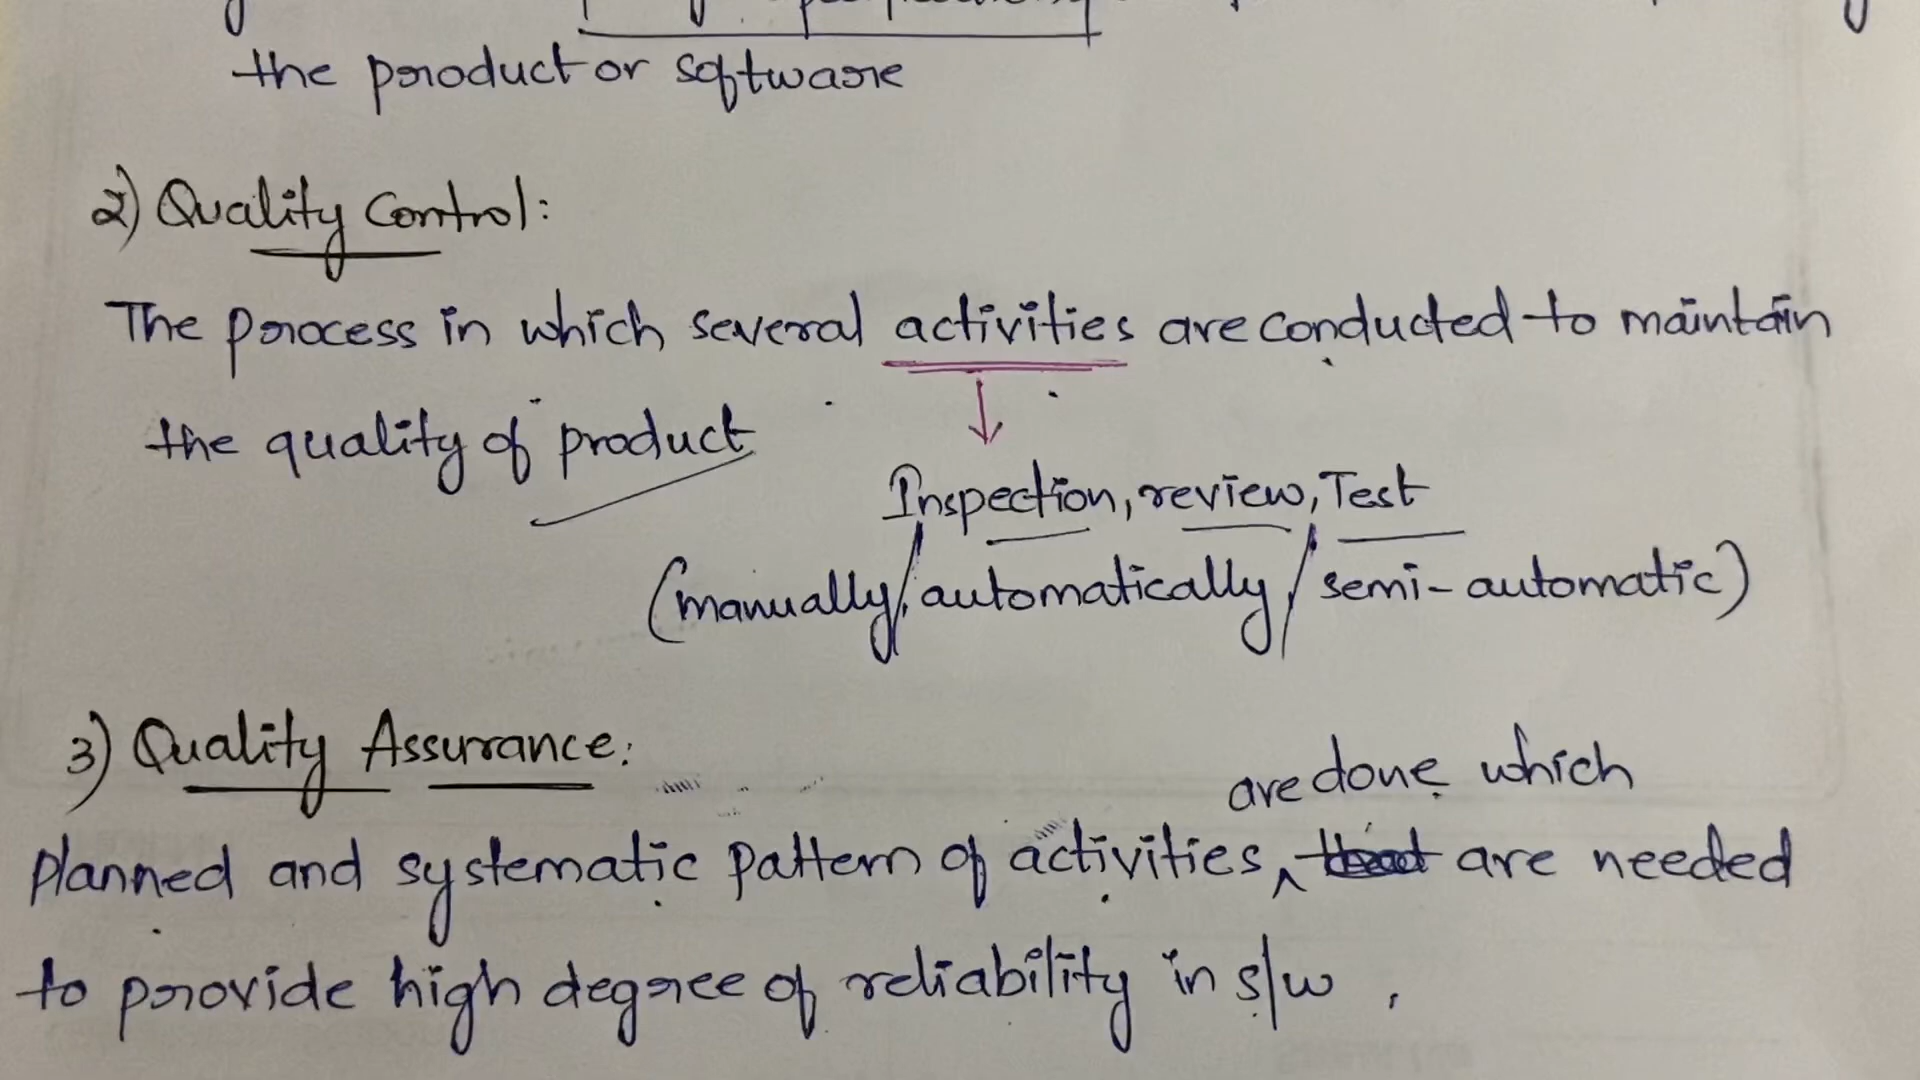 the product or software
2) Quality Control:
The process in which several activities are conducted to maintain
the quality of product
Inspection, review, Test
(manually/automatically/semi-automatic)
3) Quality Assurance:
are done which
planned and systematic pattern of activities, that are needed
to provide high degree of reliability in s/w.